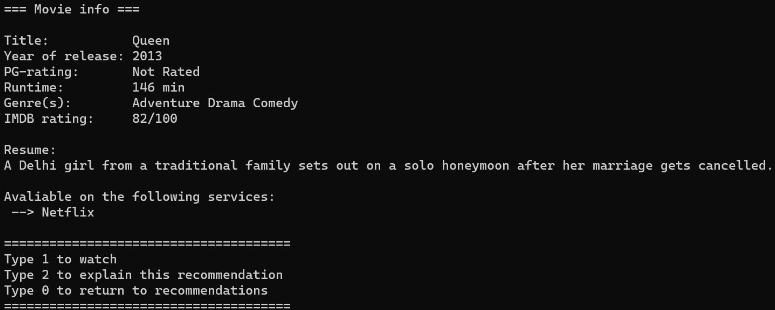 === Movie info ===
Title: Queen
Year of release: 2013
PG-rating: Not Rated
Runtime: 146 min
Genre(s): Adventure Drama Comedy
IMDB rating: 82/100
Resume:
A Delhi girl from a traditional family sets out on a solo honeymoon after her marriage gets cancelled.
Avaliable on the following services:
--> Netflix
======================================
Type 1 to watch
Type 2 to explain this recommendation
Type 0 to return to recommendations
======================================